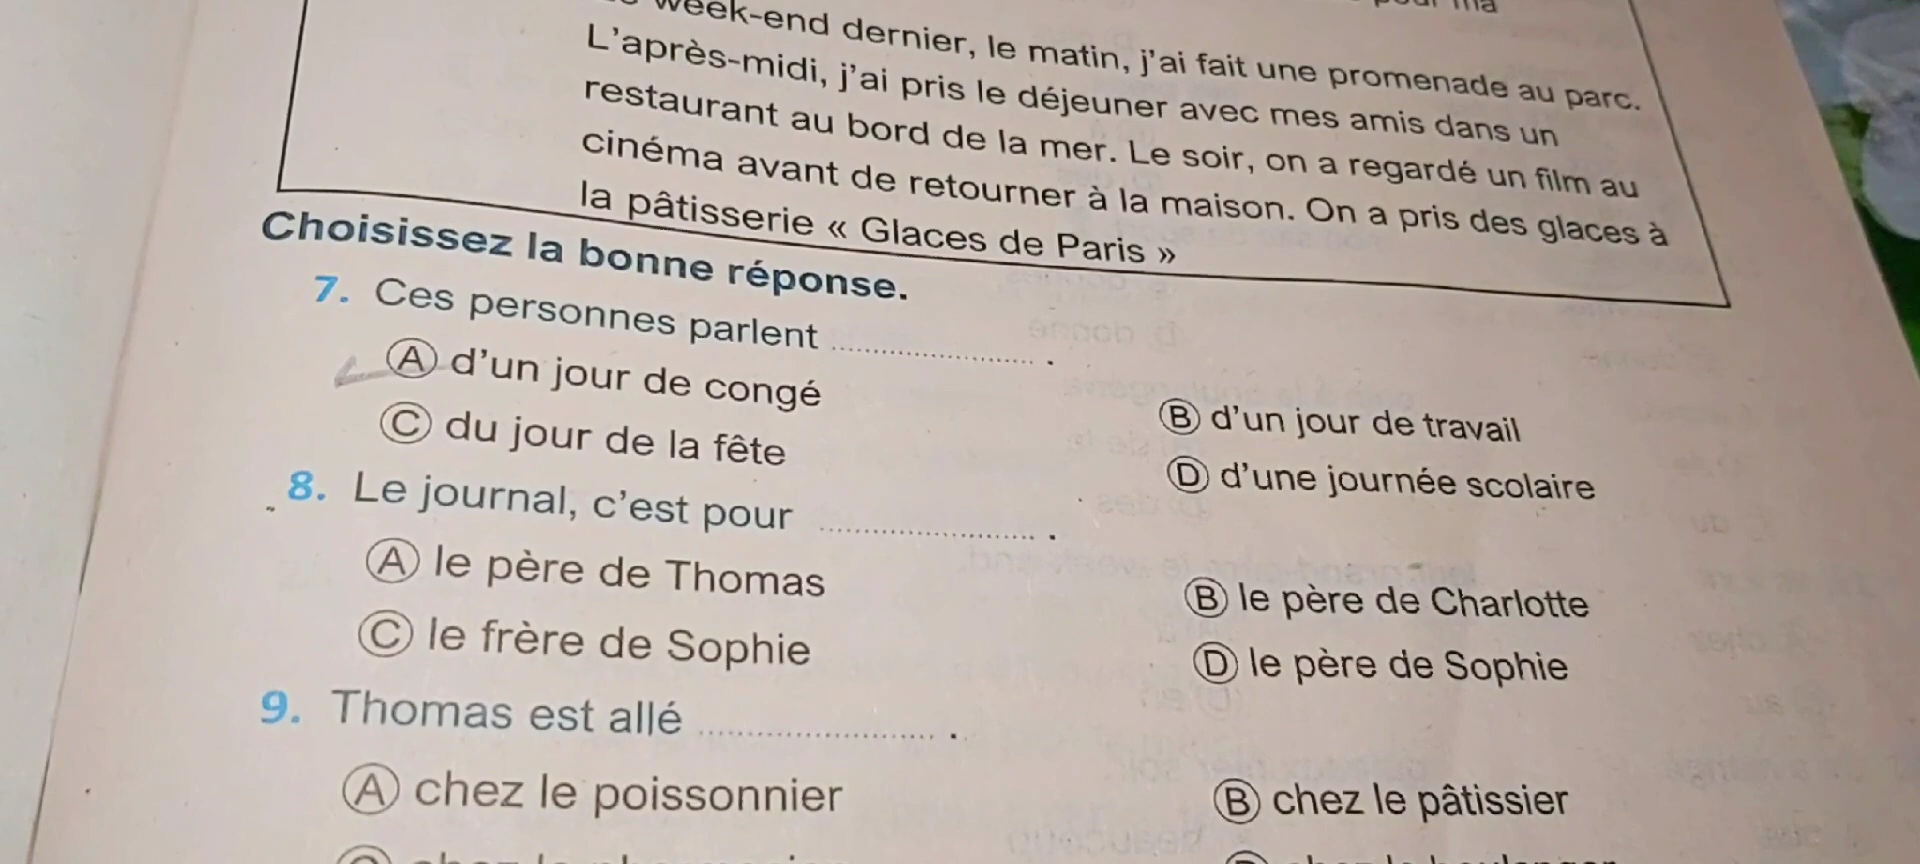 week-end dernier, le matin, j'ai fait une promenade au parc.
L'après-midi, j'ai pris le déjeuner avec mes amis dans un
restaurant au bord de la mer. Le soir, on a regardé un film au
cinéma avant de retourner à la maison. On a pris des glaces à
la pâtisserie « Glaces de Paris »
Choisissez la bonne réponse.
7. Ces personnes parlent .................... .
A d'un jour de congé
B d'un jour de travail
C du jour de la fête
D d'une journée scolaire
8. Le journal, c'est pour .................... .
A le père de Thomas
B le père de Charlotte
C le frère de Sophie
D le père de Sophie
9. Thomas est allé .................... .
A chez le poissonnier
B chez le pâtissier